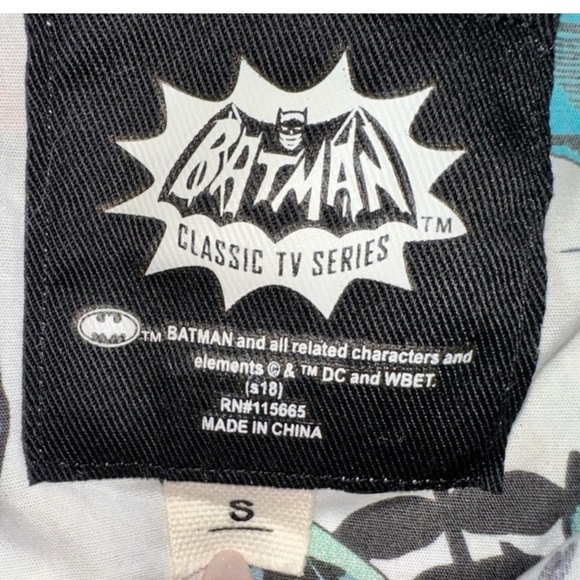 BATMAN
CLASSIC TV SERIES
TM
TM BATMAN and all related characters and
elements © & TM DC and WBEI.
(s18)
RN#115665
MADE IN CHINA
S